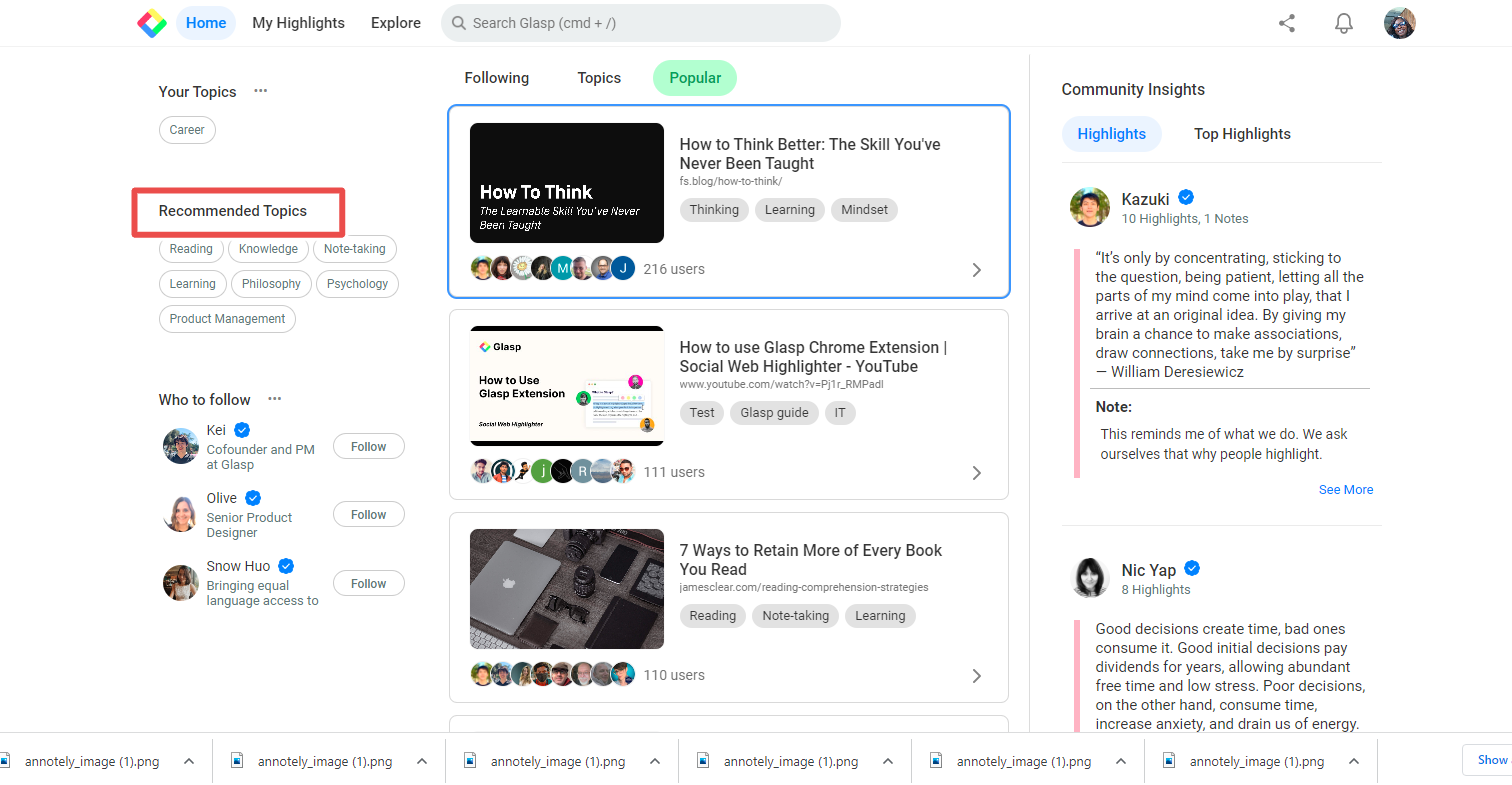 Home
My Highlights
Explore
Search Glasp (cmd + /)
Your Topics
Career
Recommended Topics
Reading
Knowledge
Note-taking
Learning
Philosophy
Psychology
Product Management
Who to follow
Kei
Cofounder and PM
at Glasp
Follow
Olive
Senior Product
Designer
Follow
Snow Huo
Bringing equal
language access to
Follow
Following
Topics
Popular
How To Think
The Learnable Skill You've Never
Been Taught
How to Think Better: The Skill You've
Never Been Taught
fs.blog/how-to-think/
Thinking
Learning
Mindset
M
J
216 users
Glasp
How to Use
Glasp Extension
Social Web Highlighter
How to use Glasp Chrome Extension |
Social Web Highlighter - YouTube
www.youtube.com/watch?v=Pj1r_RMPadI
Test
Glasp guide
IT
j
R
111 users
7 Ways to Retain More of Every Book
You Read
jamesclear.com/reading-comprehension-strategies
Reading
Note-taking
Learning
110 users
Community Insights
Highlights
Top Highlights
Kazuki
10 Highlights, 1 Notes
“It’s only by concentrating, sticking to
the question, being patient, letting all the
parts of my mind come into play, that I
arrive at an original idea. By giving my
brain a chance to make associations,
draw connections, take me by surprise”
— William Deresiewicz
Note:
This reminds me of what we do. We ask
ourselves that why people highlight.
See More
Nic Yap
8 Highlights
Good decisions create time, bad ones
consume it. Good initial decisions pay
dividends for years, allowing abundant
free time and low stress. Poor decisions,
on the other hand, consume time,
increase anxiety, and drain us of energy.
annotely_image (1).png
annotely_image (1).png
annotely_image (1).png
annotely_image (1).png
annotely_image (1).png
annotely_image (1).png
Show